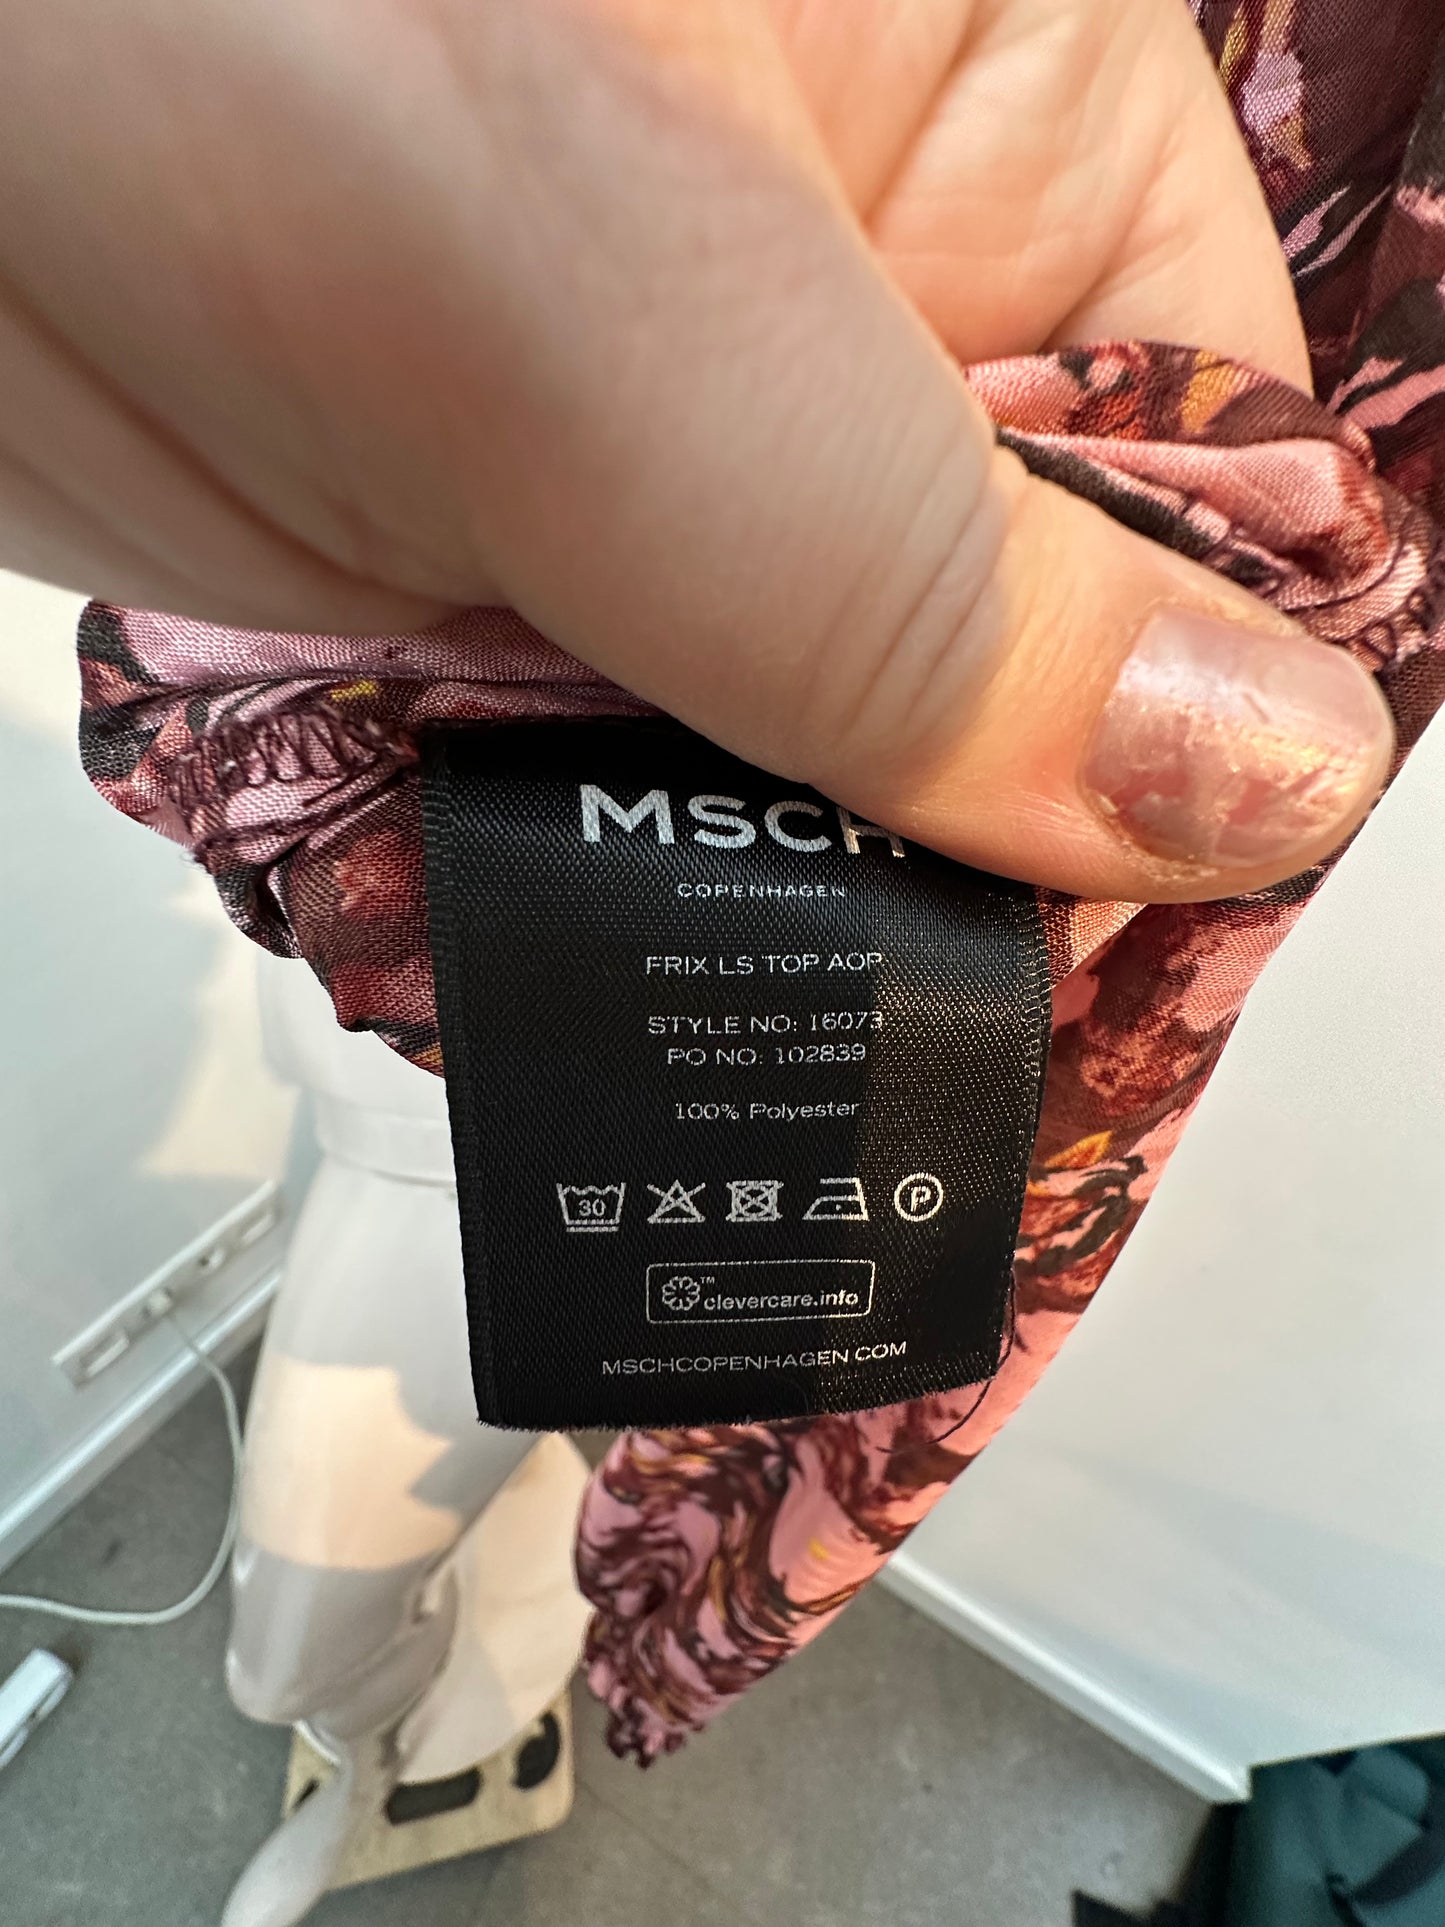 MSCH
COPENHAGEN
FRIX LS TOP AOP
STYLE NO: 16073
PO NO: 102839
100% Polyester
30 P
™ clevercare.info
MSCHCOPENHAGEN.COM